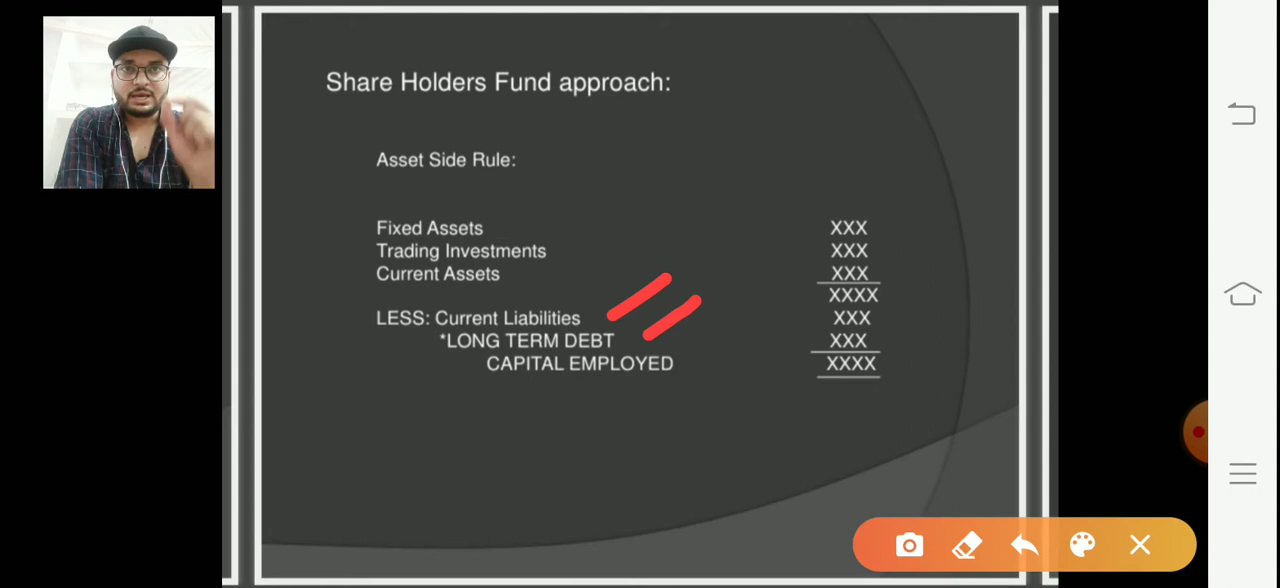 Share Holders Fund approach:
Asset Side Rule:
Fixed Assets XXX
Trading Investments XXX
Current Assets XXX
XXXX
LESS: Current Liabilities XXX
*LONG TERM DEBT XXX
CAPITAL EMPLOYED XXXX